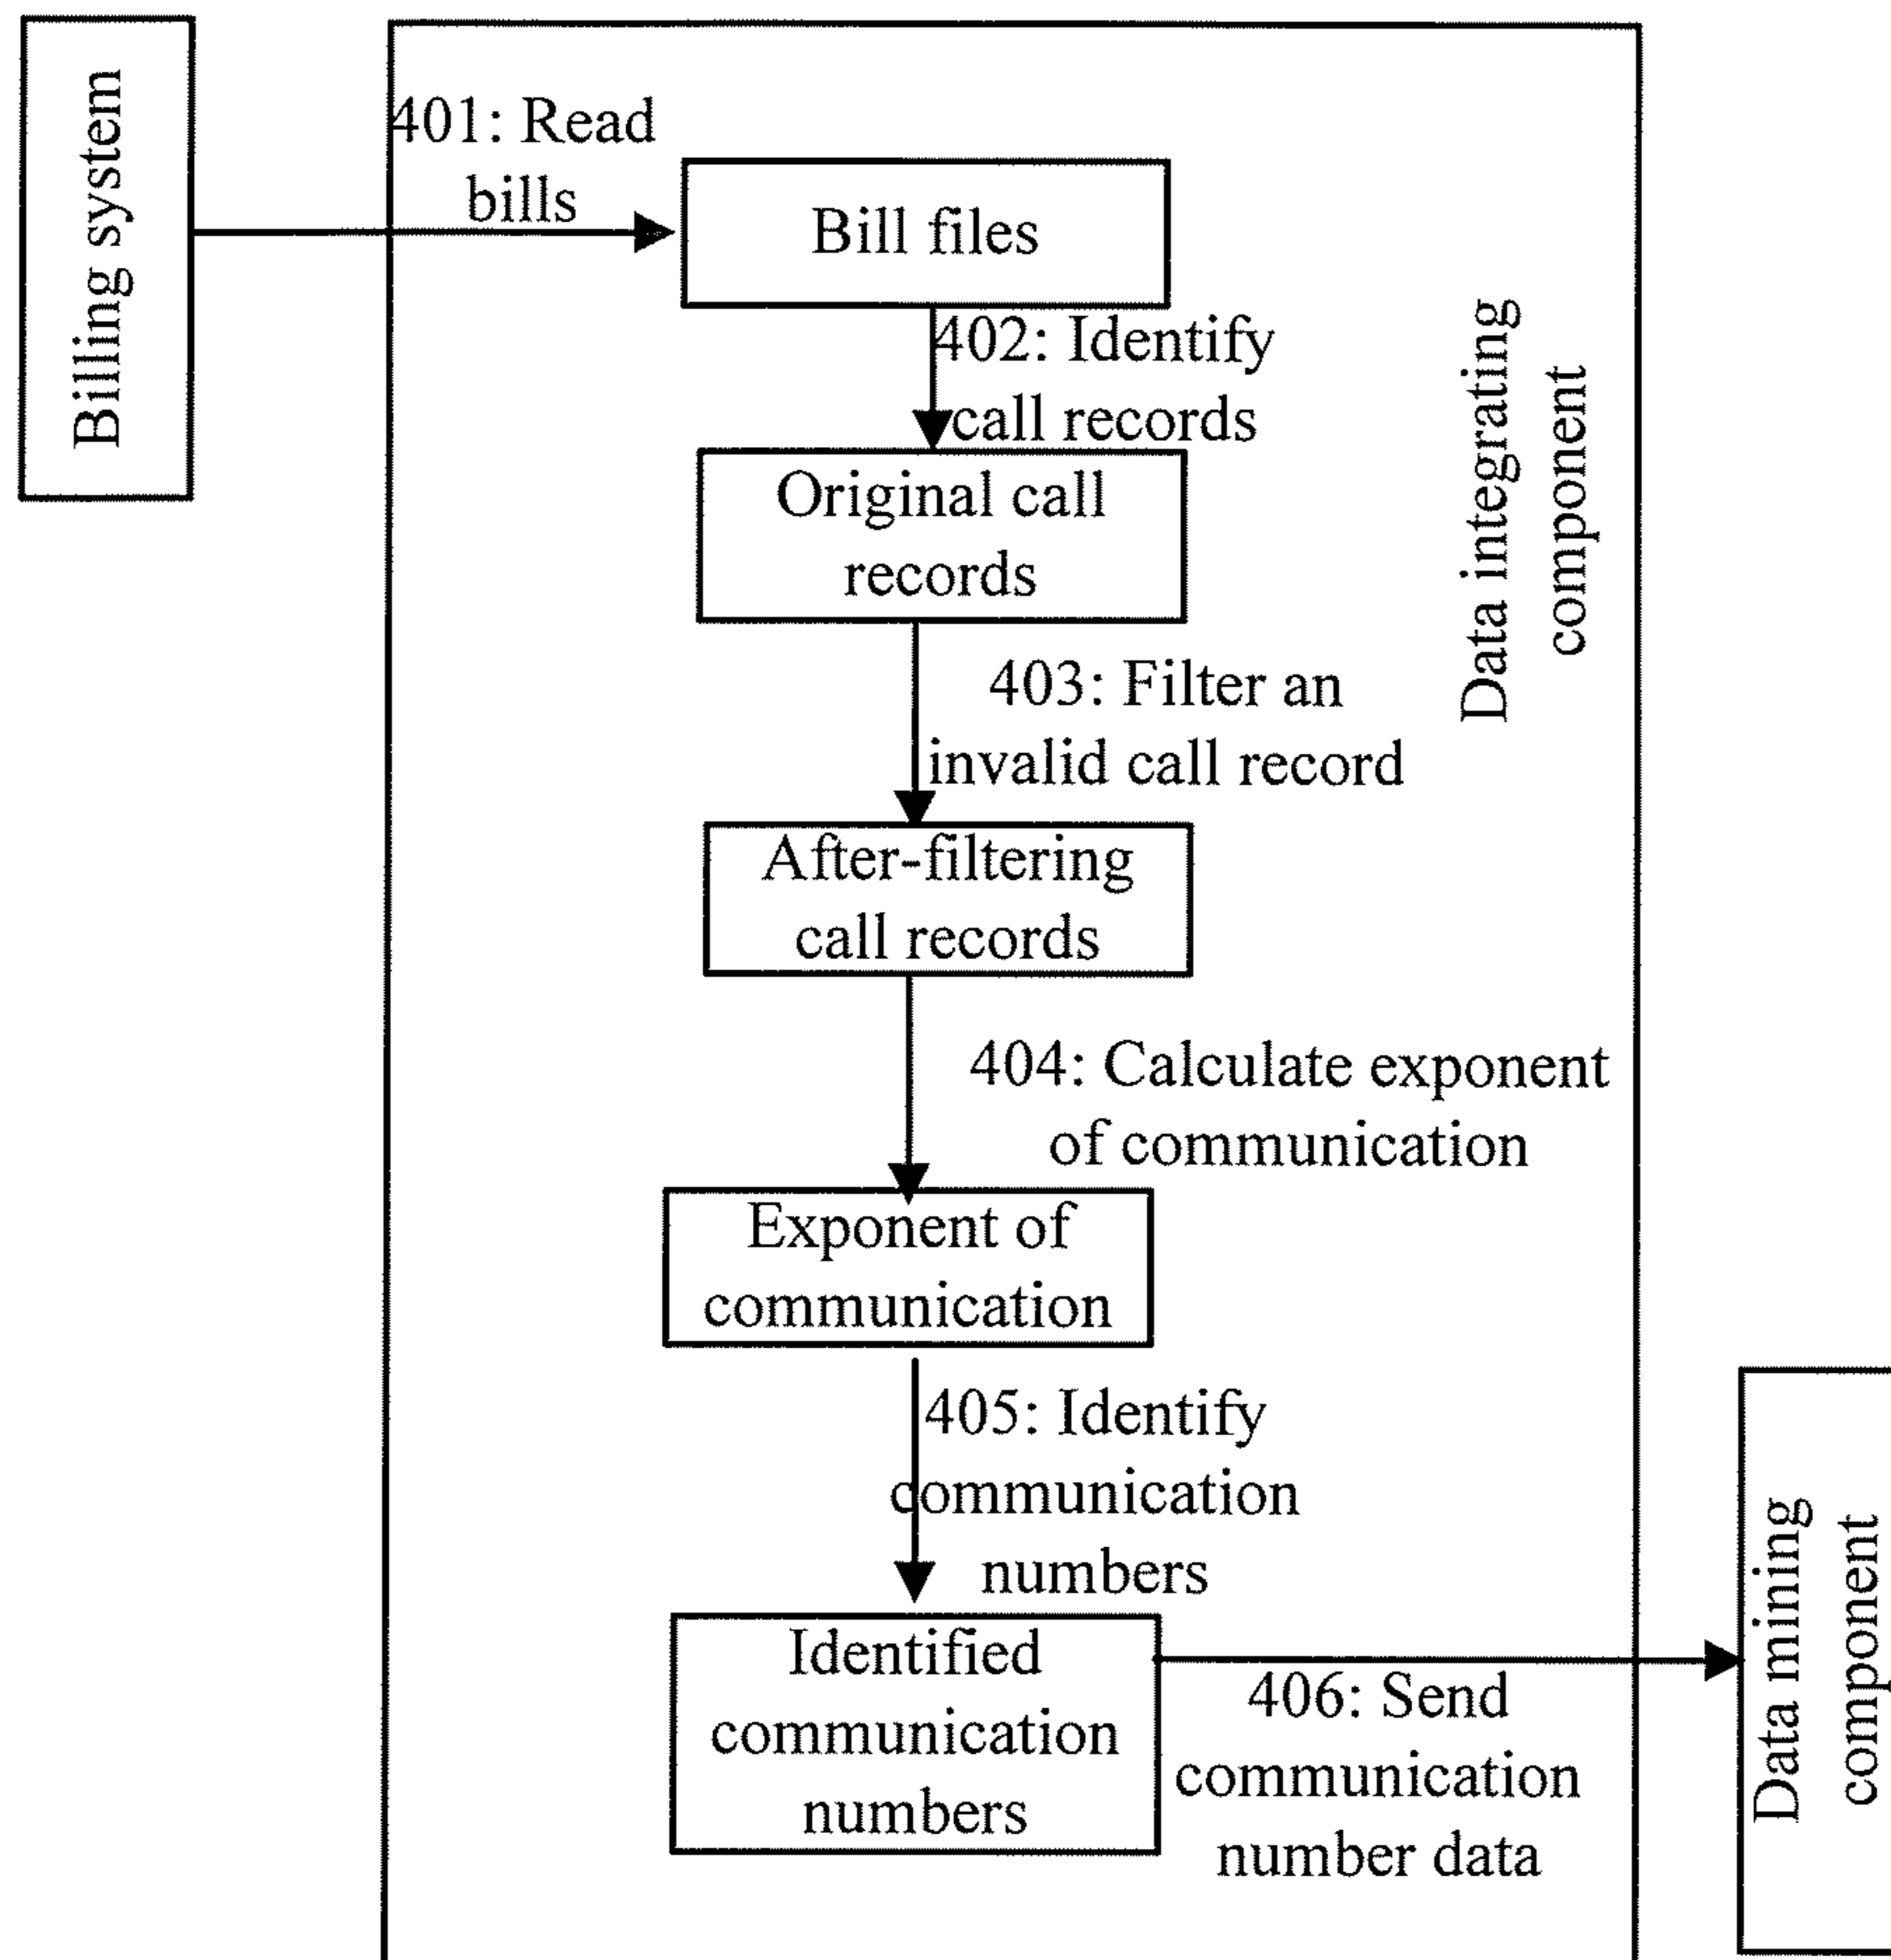 Billing system
401: Read
bills
Bill files
402: Identify
call records
Data integrating
component
Original call
records
403: Filter an
invalid call record
After-filtering
call records
404: Calculate exponent
of communication
Exponent of
communication
405: Identify
communication
numbers
Identified
communication
numbers
406: Send
communication
number data
Data mining
component